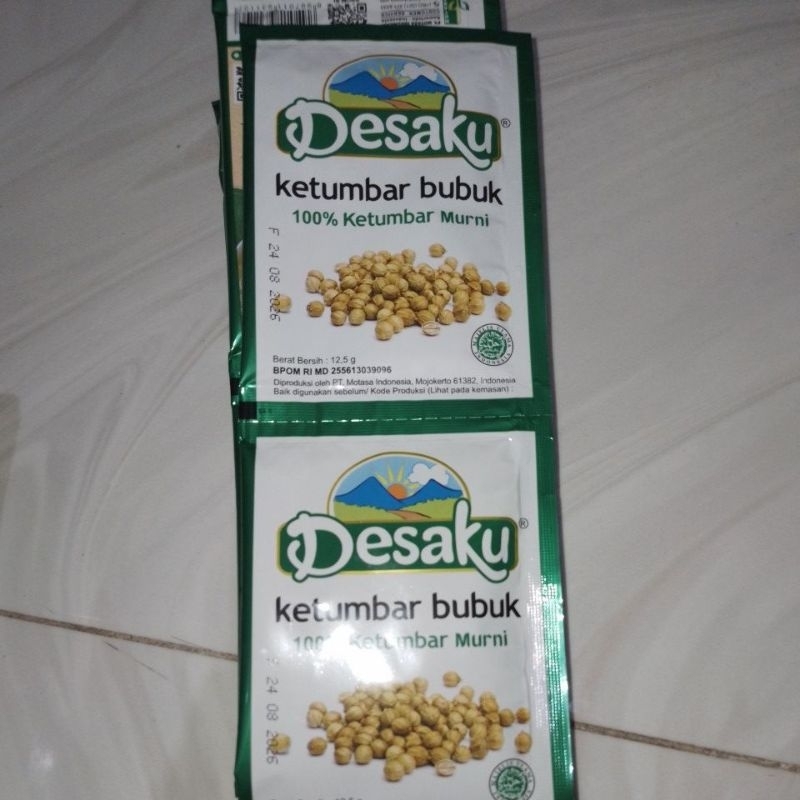 Desaku®
ketumbar bubuk
100% Ketumbar Murni
F 24 08 2026
Berat Bersih : 12,5 g
BPOM RI MD 255613039096
Diproduksi oleh PT. Motasa Indonesia, Mojokerto 61382, Indonesia
Baik digunakan sebelum/ Kode Produksi (Lihat pada kemasan) :
Desaku®
ketumbar bubuk
100% Ketumbar Murni
F 24 08 2026